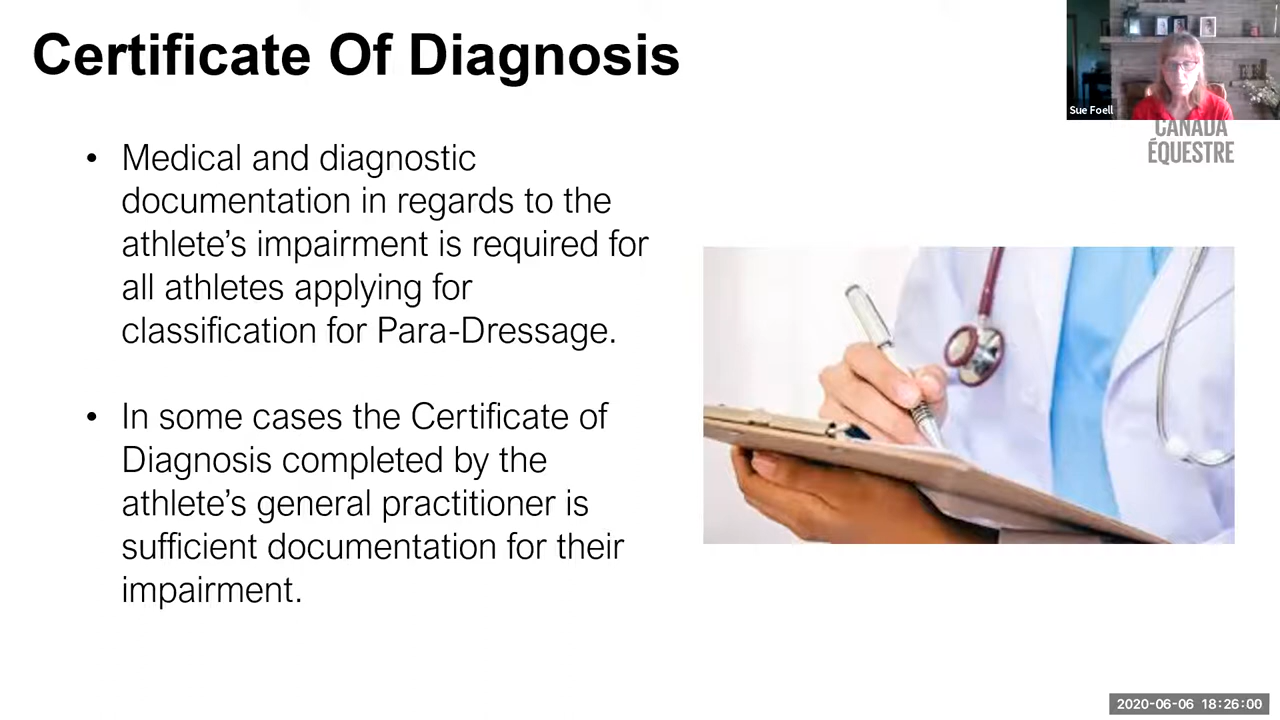 Certificate Of Diagnosis
Sue Foell
CANADA
ÉQUESTRE
• Medical and diagnostic
documentation in regards to the
athlete’s impairment is required for
all athletes applying for
classification for Para-Dressage.
• In some cases the Certificate of
Diagnosis completed by the
athlete’s general practitioner is
sufficient documentation for their
impairment.
2020-06-06 18:26:00